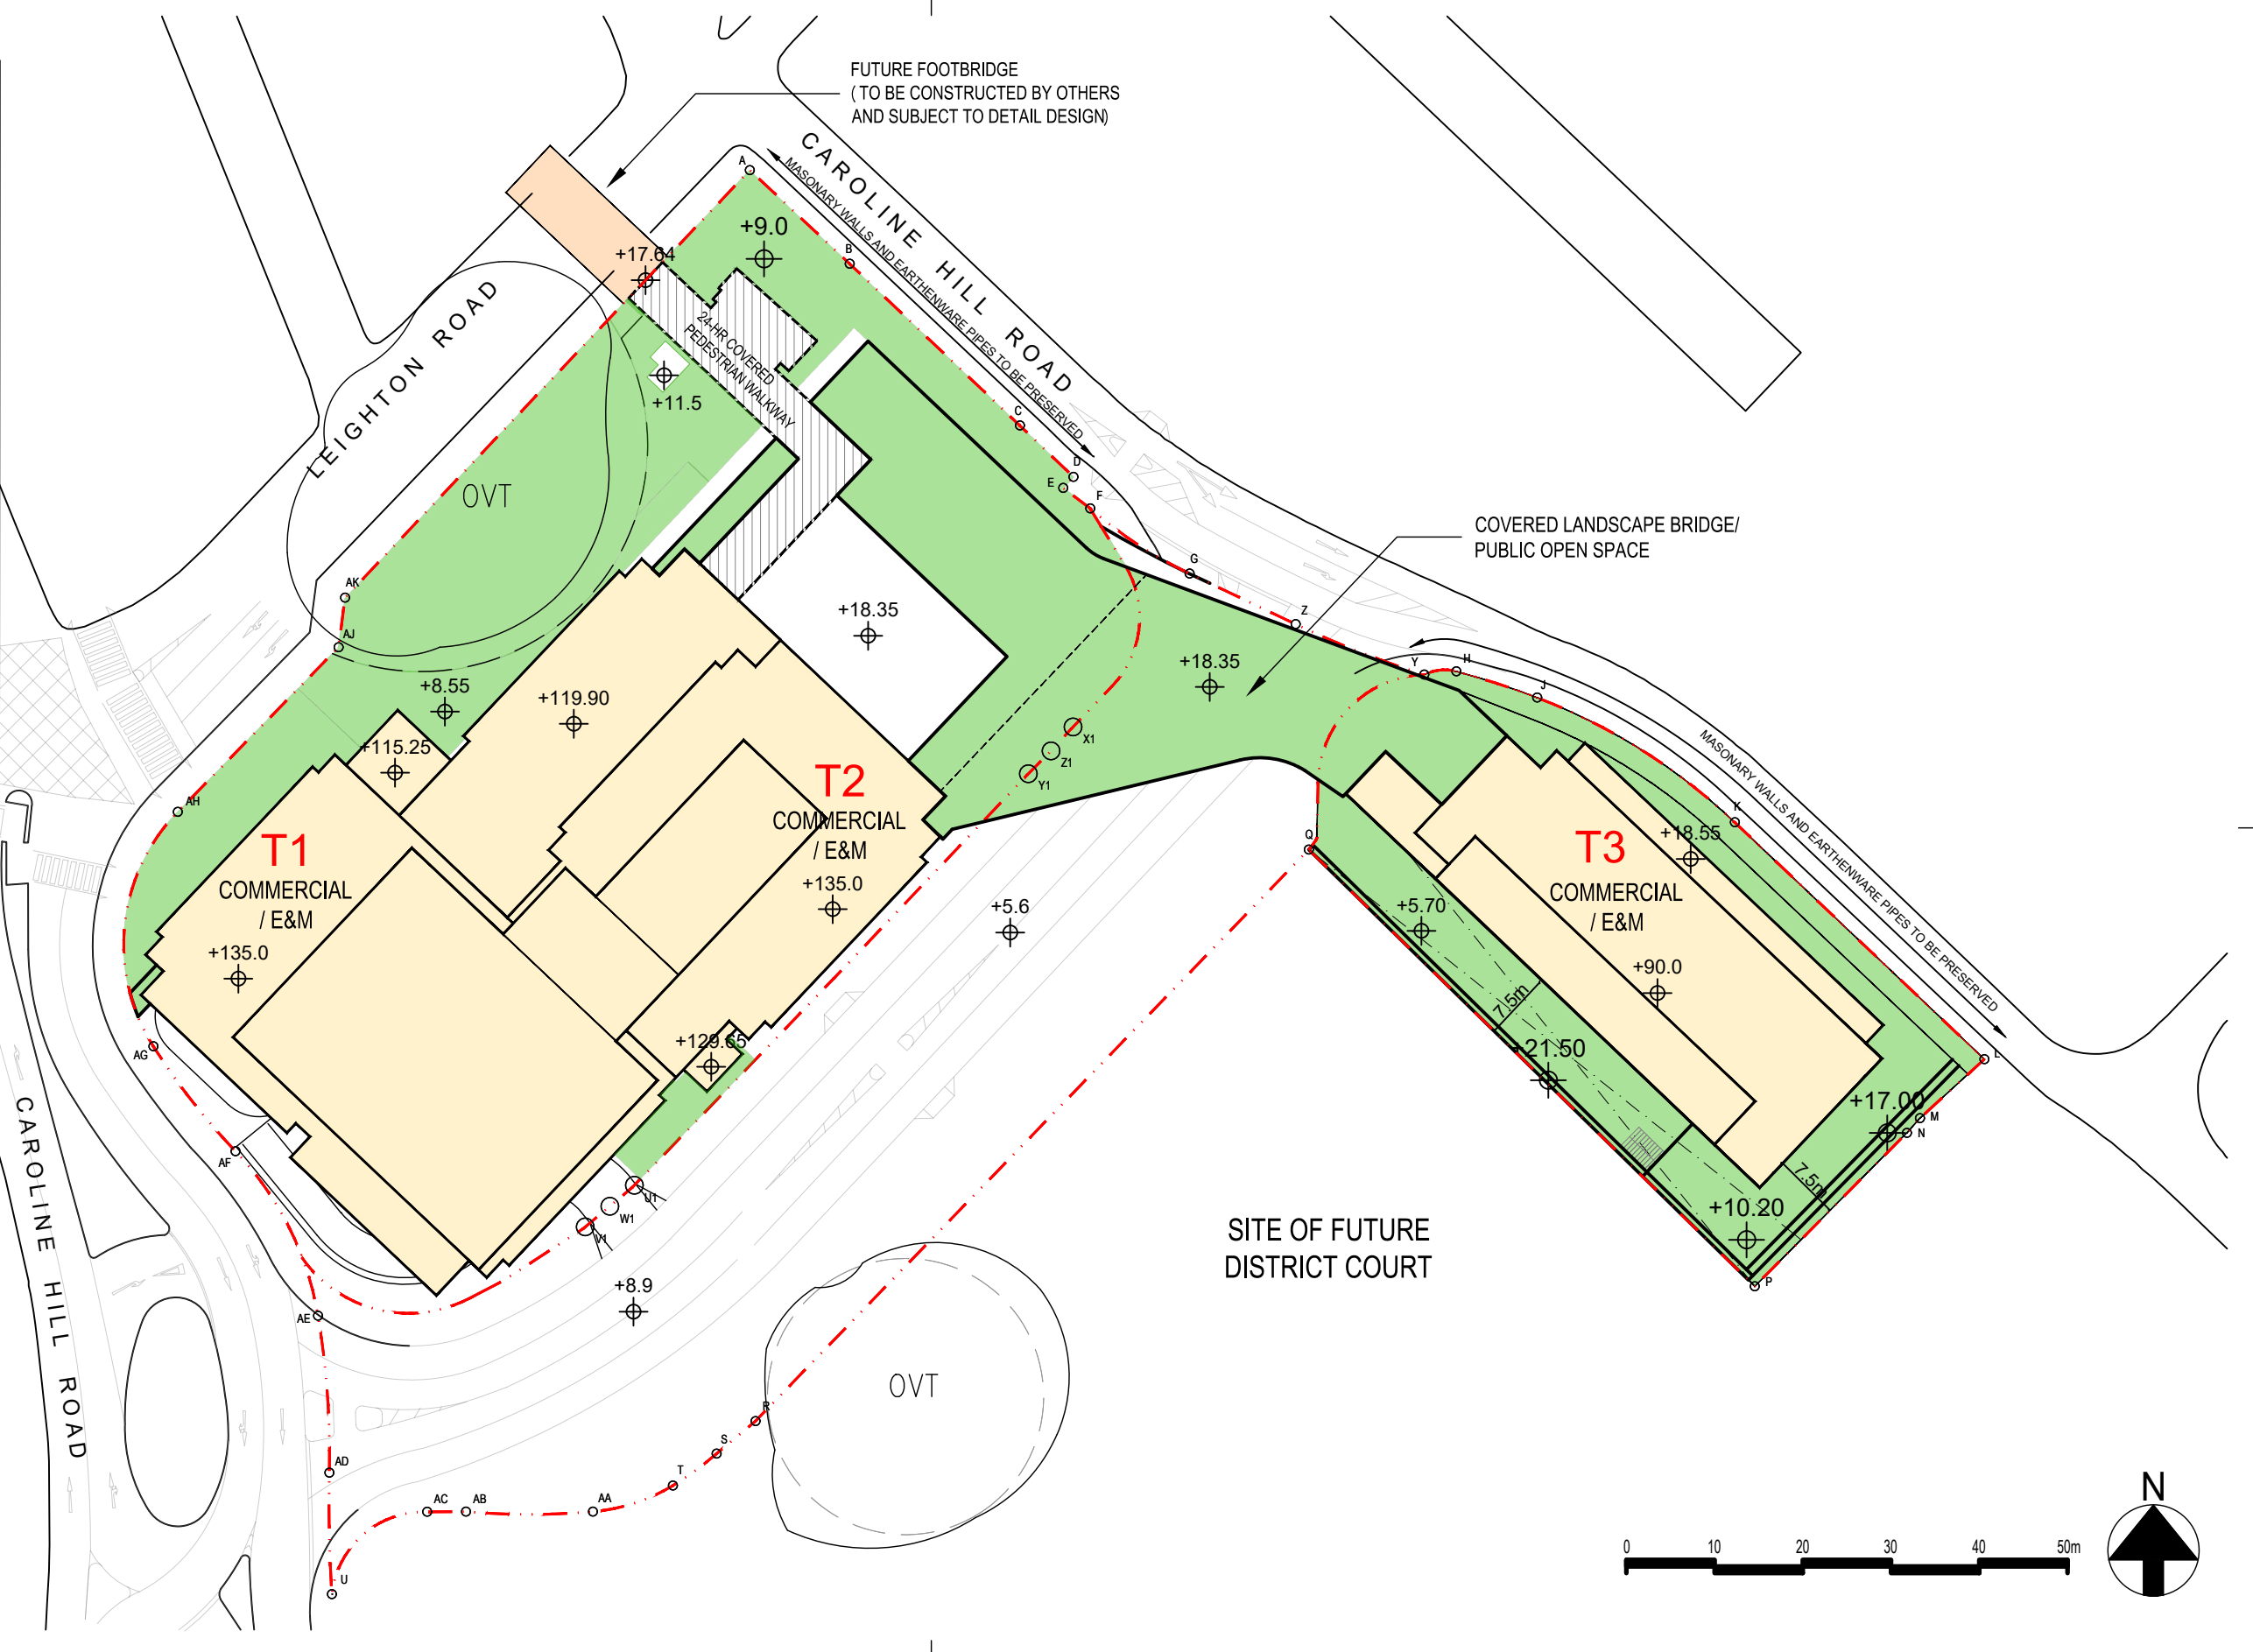 FUTURE FOOTBRIDGE
( TO BE CONSTRUCTED BY OTHERS
AND SUBJECT TO DETAIL DESIGN)
CAROLINE HILL ROAD
MASONARY WALLS AND EARTHENWARE PIPES TO BE PRESERVED
A
+9.0
B
+17.64
24-HR COVERED
PEDESTRIAN WALKWAY
+11.5
LEIGHTON ROAD
OVT
C
D
E
F
G
COVERED LANDSCAPE BRIDGE/
PUBLIC OPEN SPACE
AK
AJ
+18.35
Z
+18.35
Y
H
J
+8.55
+119.90
+115.25
X1
Z1
Y1
MASONARY WALLS AND EARTHENWARE PIPES TO BE PRESERVED
AH
T2
COMMERCIAL
/ E&M
+135.0
T1
COMMERCIAL
/ E&M
+135.0
Q
K
T3
COMMERCIAL
/ E&M
+18.55
+5.70
+5.6
+90.0
7.5m
+21.50
AG
+129.65
L
+17.00
M
N
AF
U1
W1
V1
7.5m
+10.20
P
SITE OF FUTURE
DISTRICT COURT
CAROLINE HILL ROAD
+8.9
AE
OVT
R
S
T
AD
AC
AB
AA
U
N
0 10 20 30 40 50m